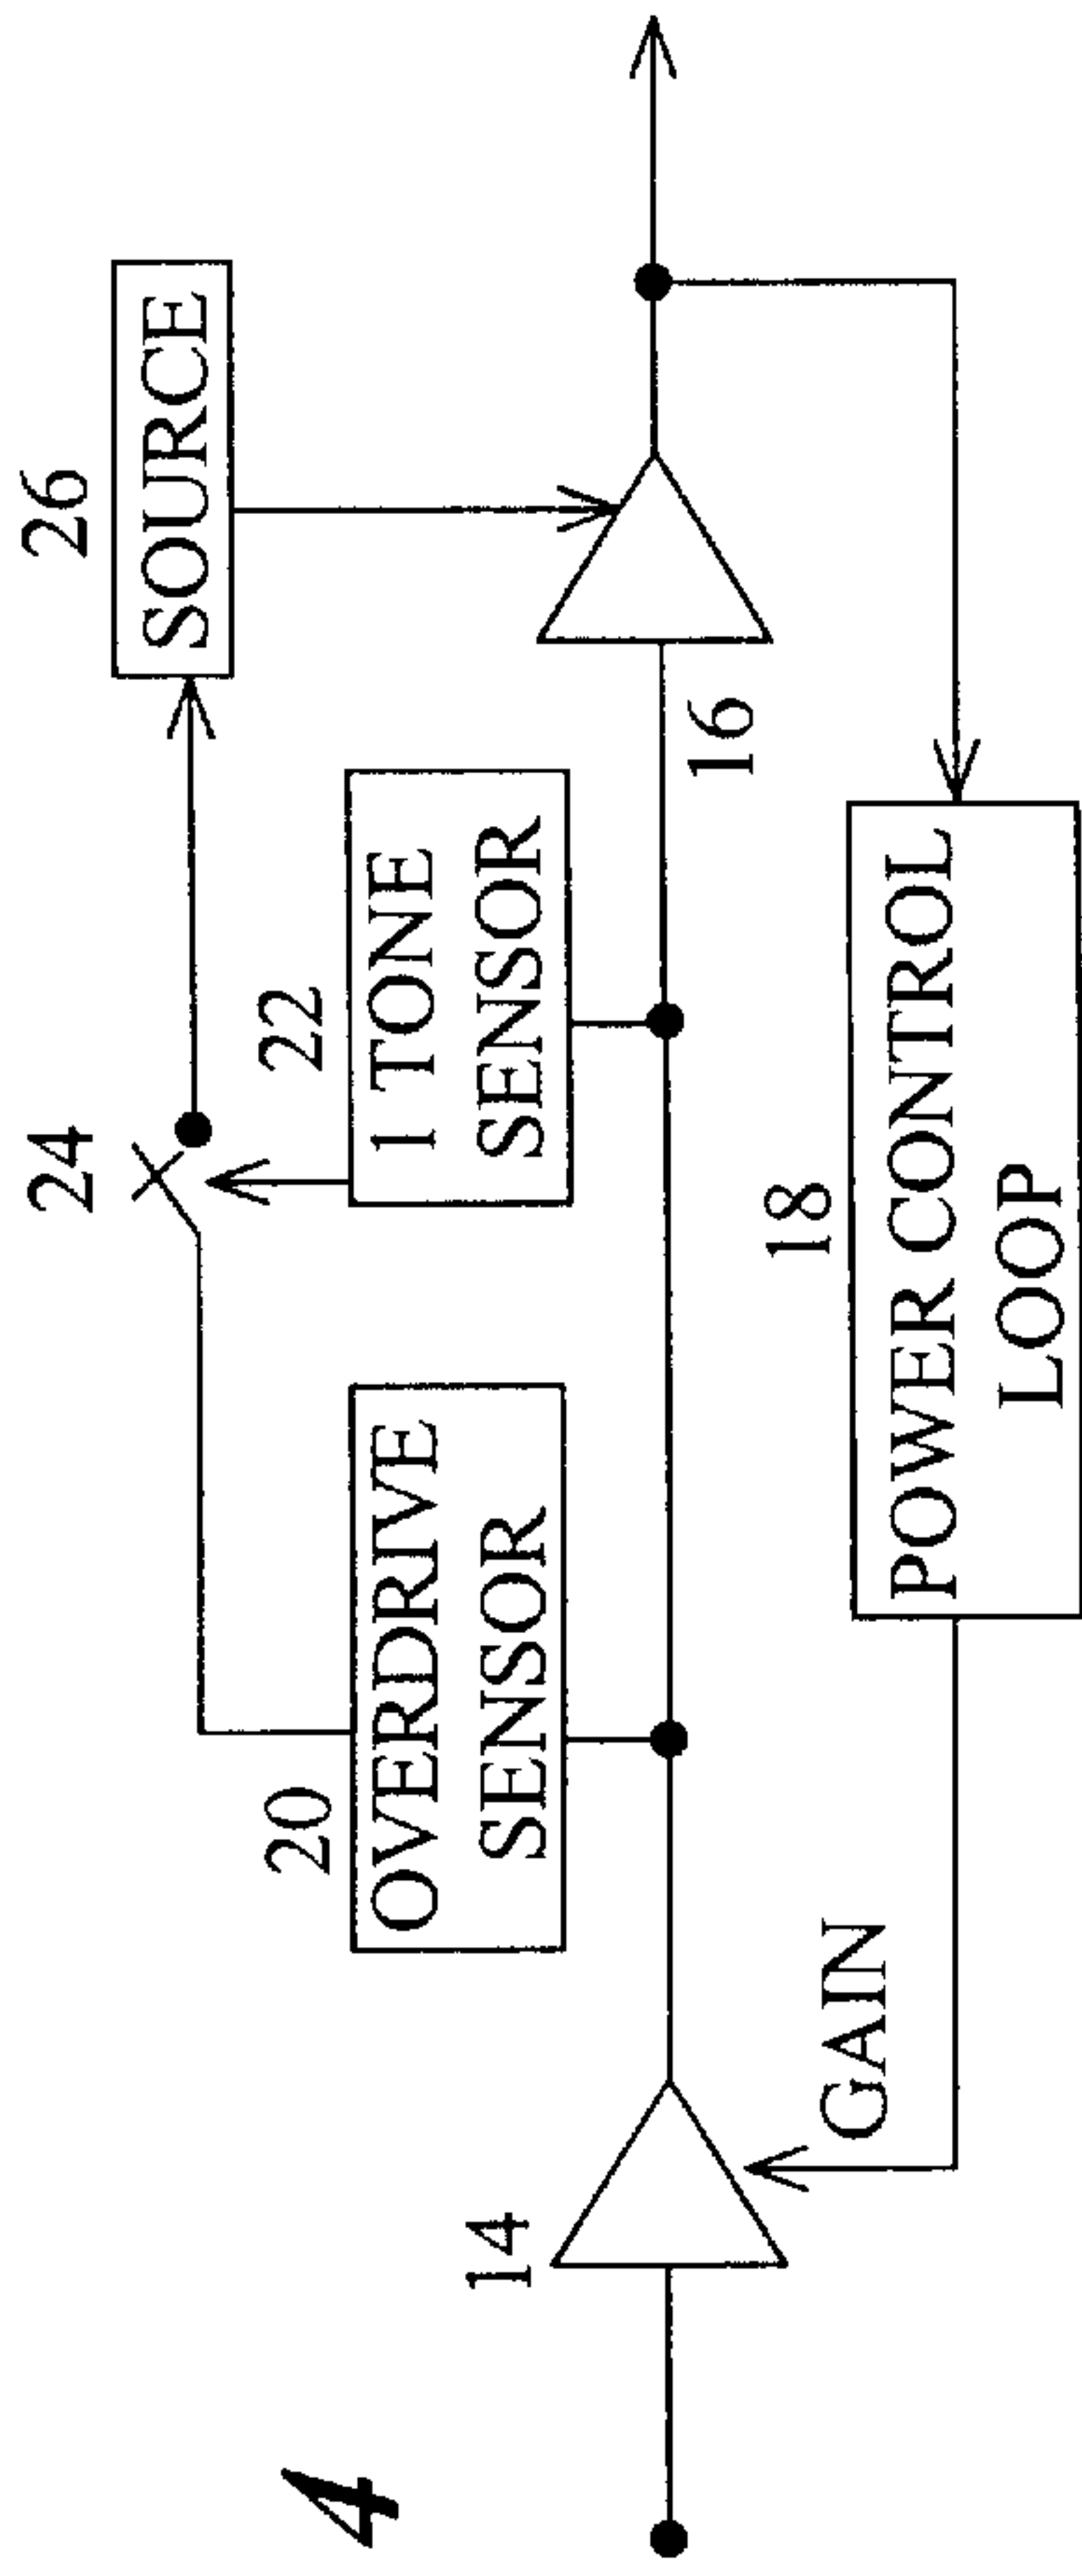 26
SOURCE
24
22
1 TONE
SENSOR
20
OVERDRIVE
SENSOR
4
14
16
GAIN
18
POWER CONTROL
LOOP